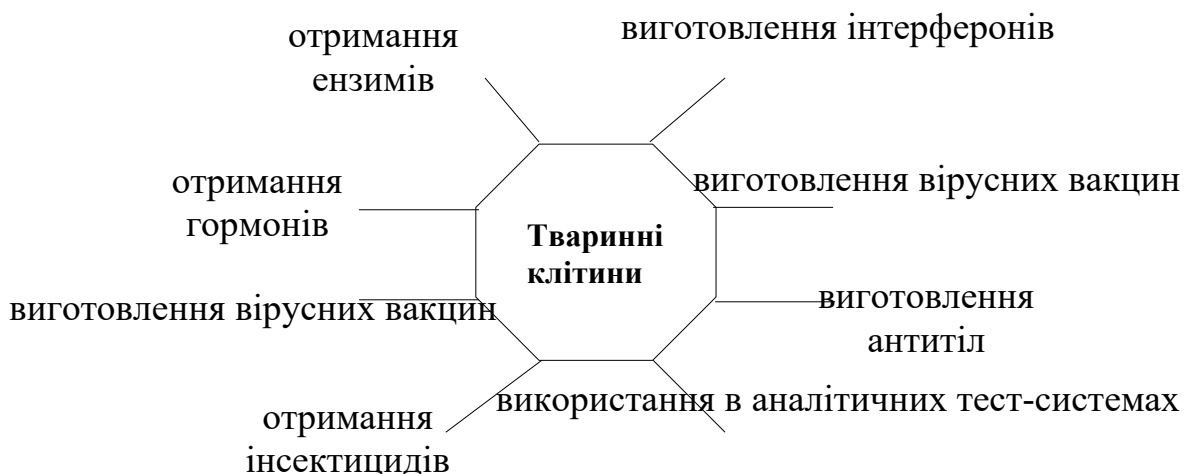 отримання
ензимів
виготовлення інтерферонів
отримання
гормонів
виготовлення вірусних вакцин
Тваринні
клітини
виготовлення вірусних вакцин
виготовлення
антитіл
отримання
інсектицидів
використання в аналітичних тест-системах